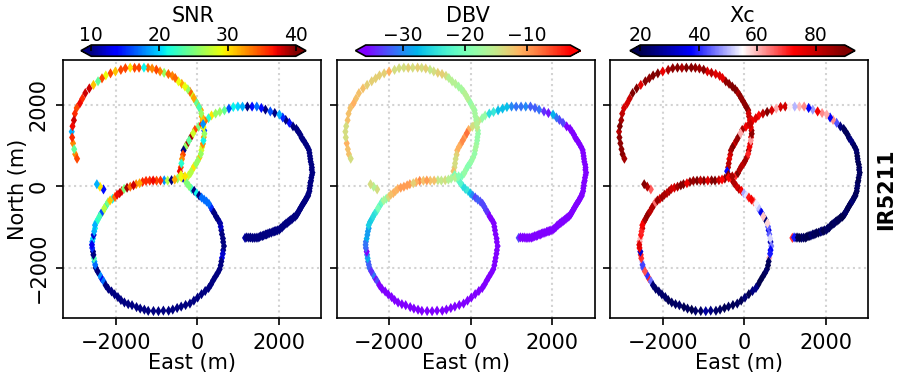 SNR
DBV
Xc
10 20 30 40
−30 −20 −10
20 40 60 80
2000
0
−2000
North (m)
−2000 0 2000
−2000 0 2000
−2000 0 2000
East (m)
East (m)
East (m)
IR5211